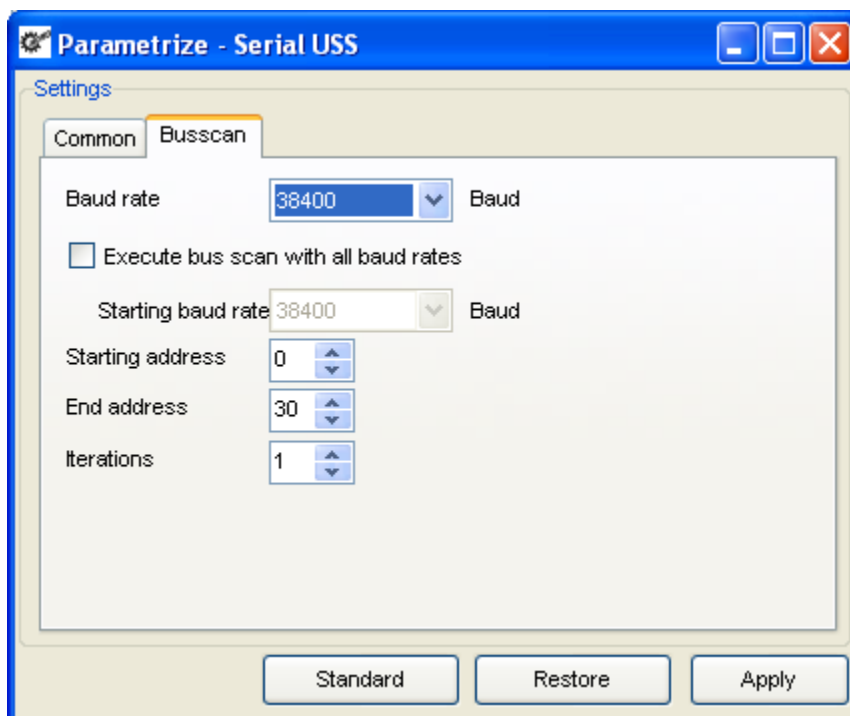 Parametrize - Serial USS
Settings
Common Busscan
Baud rate 38400 Baud
Execute bus scan with all baud rates
Starting baud rate 38400 Baud
Starting address 0
End address 30
Iterations 1
Standard Restore Apply